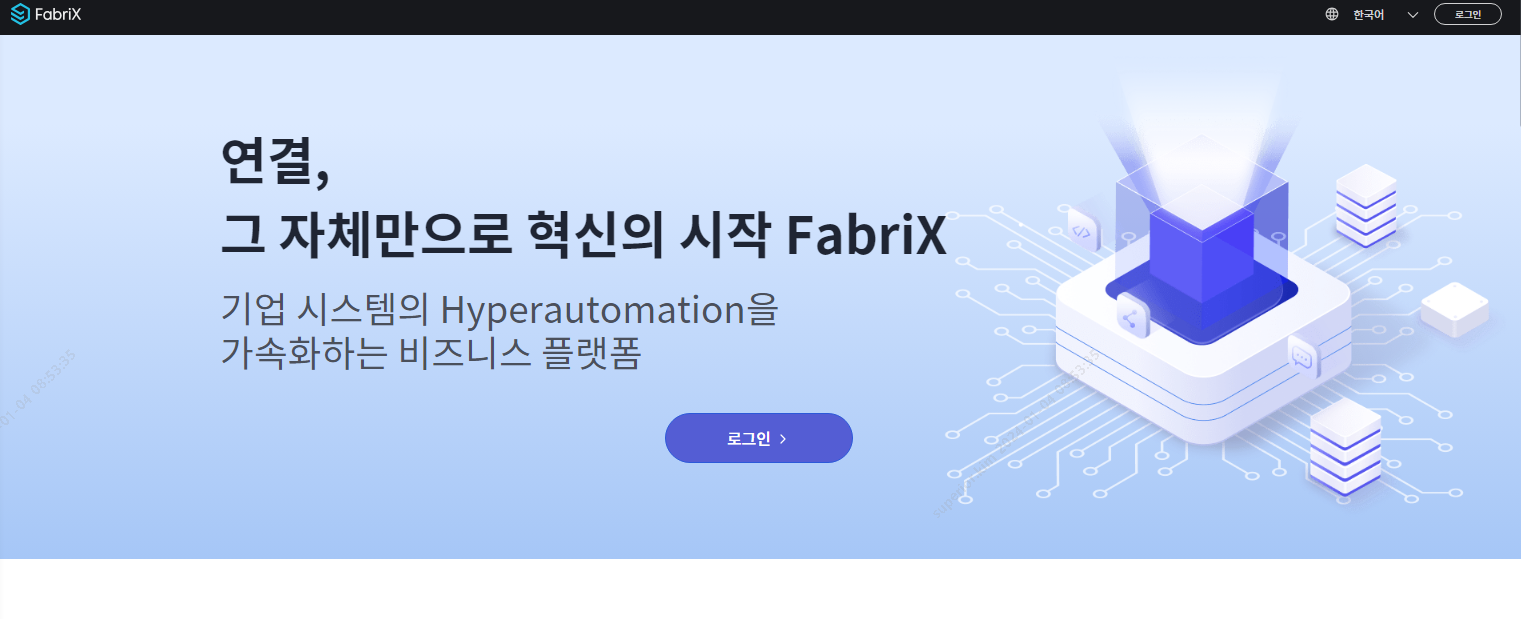 FabriX
한국어
로그인
연결,
그 자체만으로 혁신의 시작 FabriX
기업 시스템의 Hyperautomation을
가속화하는 비즈니스 플랫폼
로그인
01-04 08:53:35